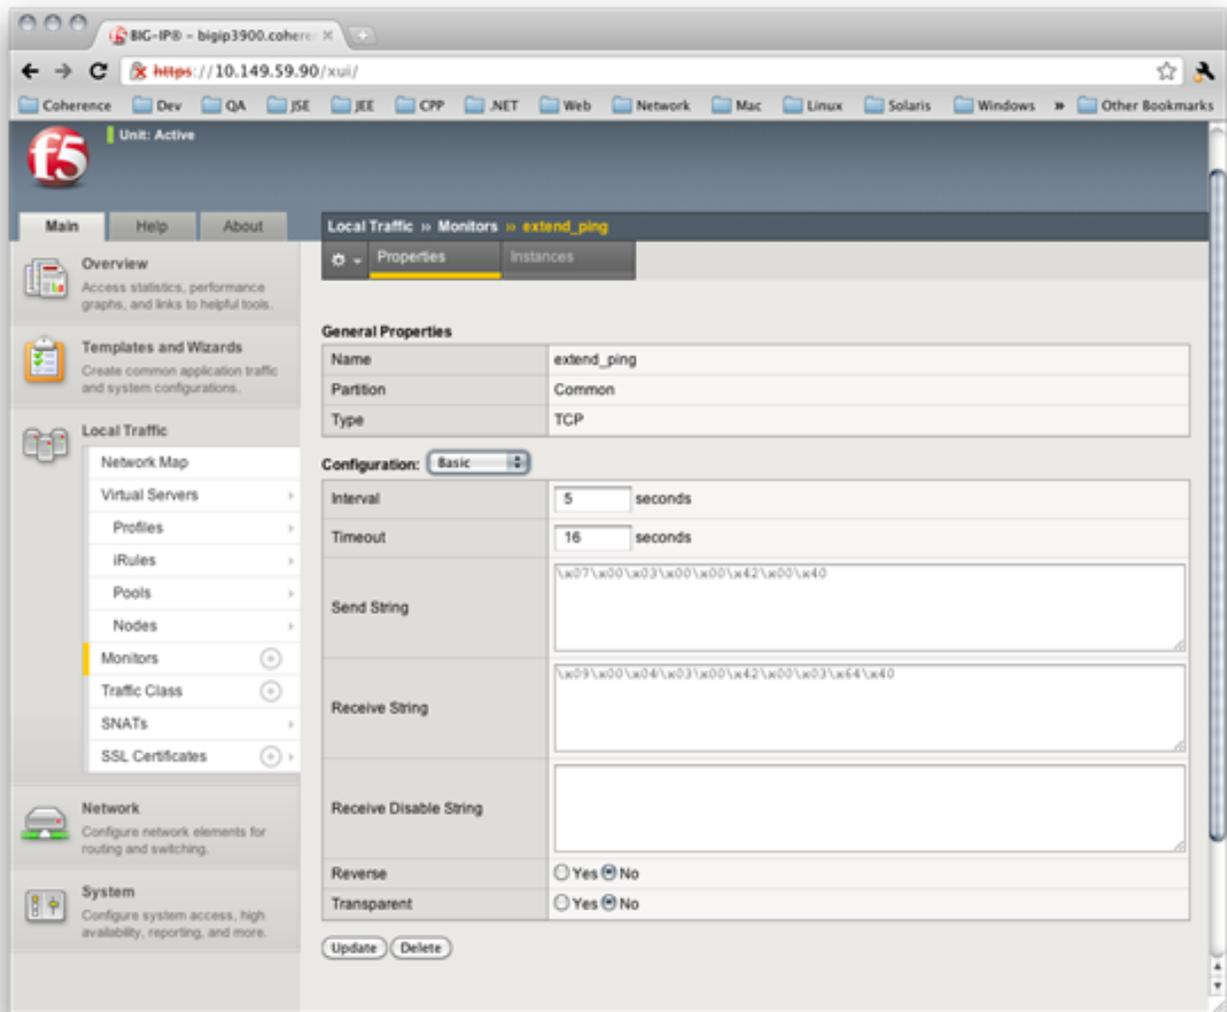 BIG-IP® - bigip3900.cohere
https://10.149.59.90/xui/
Coherence Dev QA JSE JEE CPP .NET Web Network Mac Linux Solaris Windows » Other Bookmarks
f5
Unit: Active
Main Help About
Local Traffic » Monitors » extend_ping
Properties Instances
Overview
Access statistics, performance
graphs, and links to helpful tools.
Templates and Wizards
Create common application traffic
and system configurations.
Local Traffic
Network Map
Virtual Servers
Profiles
iRules
Pools
Nodes
Monitors
Traffic Class
SNATs
SSL Certificates
Network
Configure network elements for
routing and switching.
System
Configure system access, high
availability, reporting, and more.
General Properties
Name extend_ping
Partition Common
Type TCP
Configuration: Basic
Interval 5 seconds
Timeout 16 seconds
Send String \x07\x00\x03\x00\x00\x42\x00\x40
Receive String \x09\x00\x04\x03\x00\x42\x00\x03\x64\x40
Receive Disable String
Reverse Yes No
Transparent Yes No
Update Delete